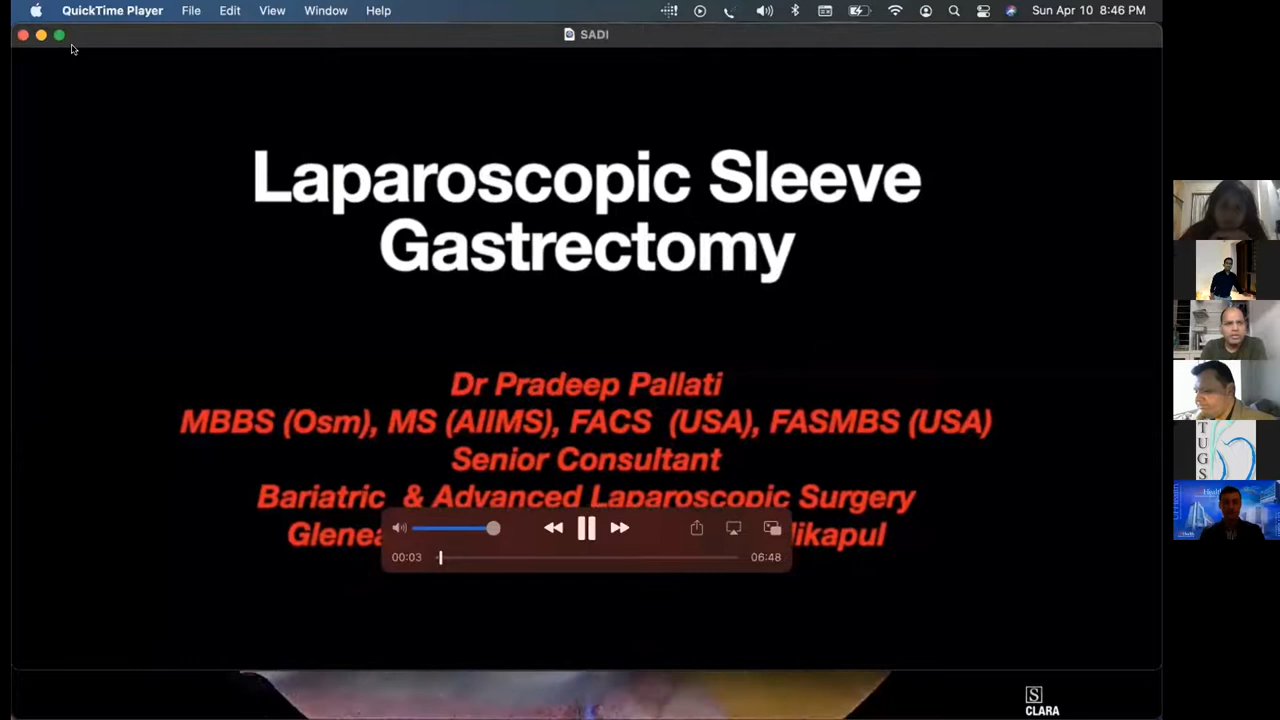 QuickTime Player File Edit View Window Help Sun Apr 10 8:46 PM
SADI
Laparoscopic Sleeve
Gastrectomy
Dr Pradeep Pallati
MBBS (Osm), MS (AIIMS), FACS (USA), FASMBS (USA)
Senior Consultant
Bariatric & Advanced Laparoscopic Surgery
00:03 06:48
S
CLARA
T
U
G
S